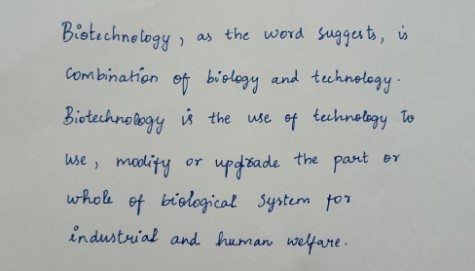 Biotechnology, as the word suggests, is
combination of biology and technology.
Biotechnology is the use of technology to
use, modify or upgrade the part or
whole of biological system for
industrial and human welfare.